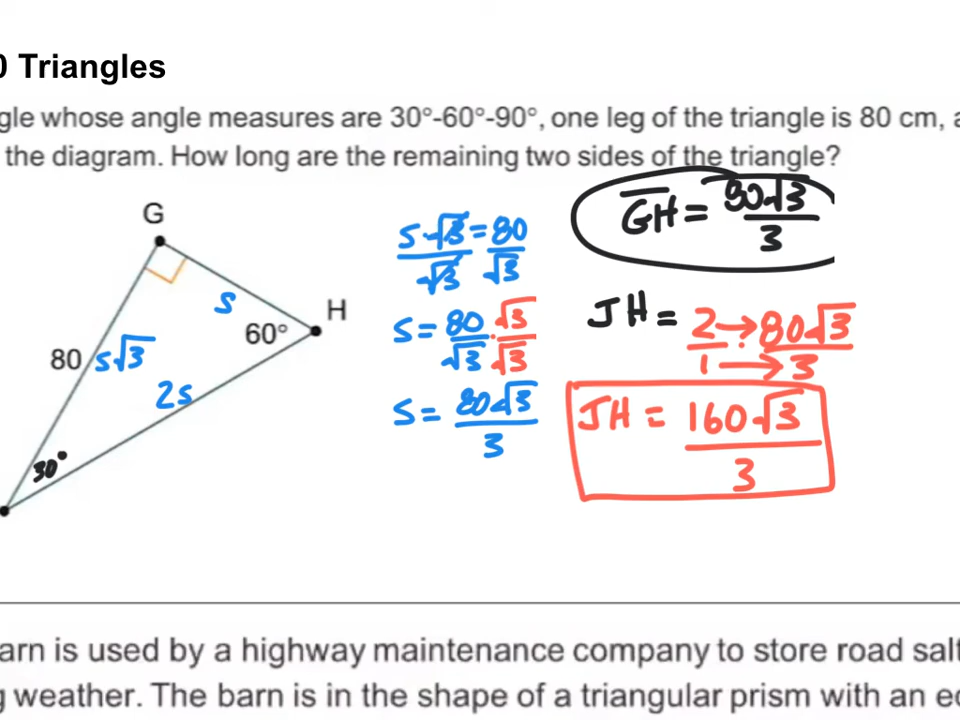 0 Triangles
gle whose angle measures are 30°-60°-90°, one leg of the triangle is 80 cm, a
the diagram. How long are the remaining two sides of the triangle?
G
H
60°
80
s
s√3
2s
30°
s√3 = 80
√3 √3
s = 80 · √3
√3 √3
s = 80√3
3
GH = 80√3
3
JH = 2 · 80√3
1 3
JH = 160√3
3
arn is used by a highway maintenance company to store road salt
g weather. The barn is in the shape of a triangular prism with an e